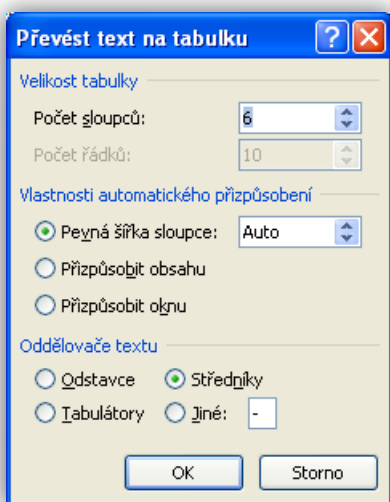 Převést text na tabulku
Velikost tabulky
Počet sloupců: 6
Počet řádků: 10
Vlastnosti automatického přizpůsobení
Pevná šířka sloupce: Auto
Přizpůsobit obsahu
Přizpůsobit oknu
Oddělovače textu
Odstavce Středníky
Tabulátory Jiné: -
OK Storno